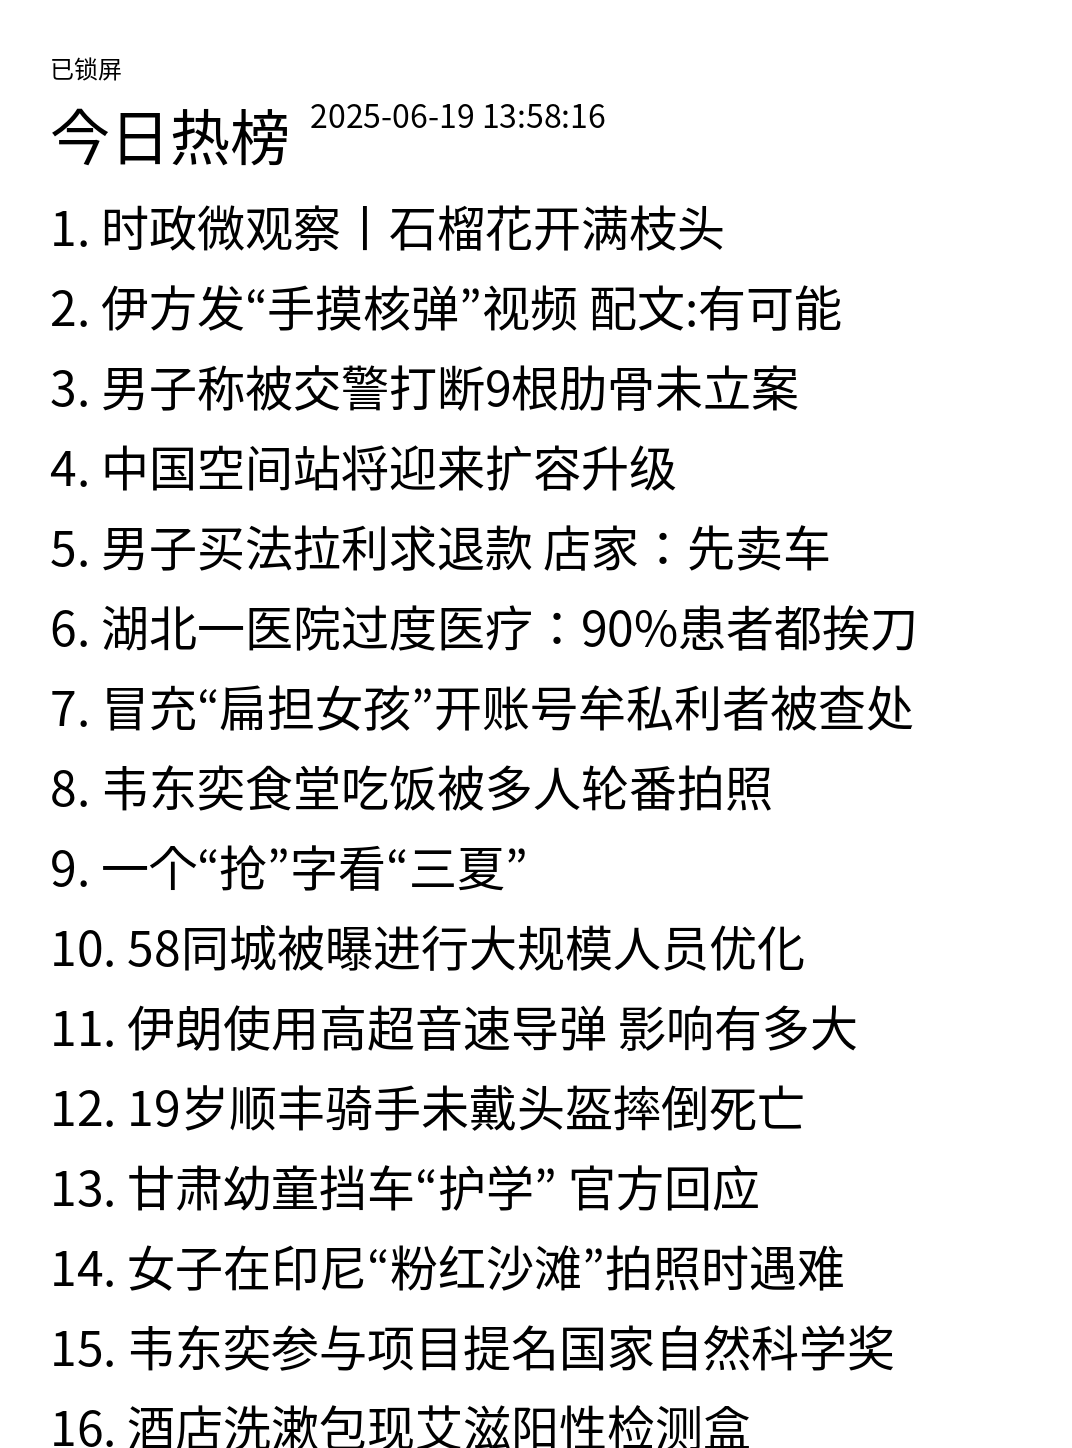 已锁屏
今日热榜 2025-06-19 13:58:16
1. 时政微观察丨石榴花开满枝头
2. 伊方发“手摸核弹”视频 配文:有可能
3. 男子称被交警打断9根肋骨未立案
4. 中国空间站将迎来扩容升级
5. 男子买法拉利求退款 店家：先卖车
6. 湖北一医院过度医疗：90%患者都挨刀
7. 冒充“扁担女孩”开账号牟私利者被查处
8. 韦东奕食堂吃饭被多人轮番拍照
9. 一个“抢”字看“三夏”
10. 58同城被曝进行大规模人员优化
11. 伊朗使用高超音速导弹 影响有多大
12. 19岁顺丰骑手未戴头盔摔倒死亡
13. 甘肃幼童挡车“护学” 官方回应
14. 女子在印尼“粉红沙滩”拍照时遇难
15. 韦东奕参与项目提名国家自然科学奖
16. 酒店洗漱包现艾滋阳性检测盒